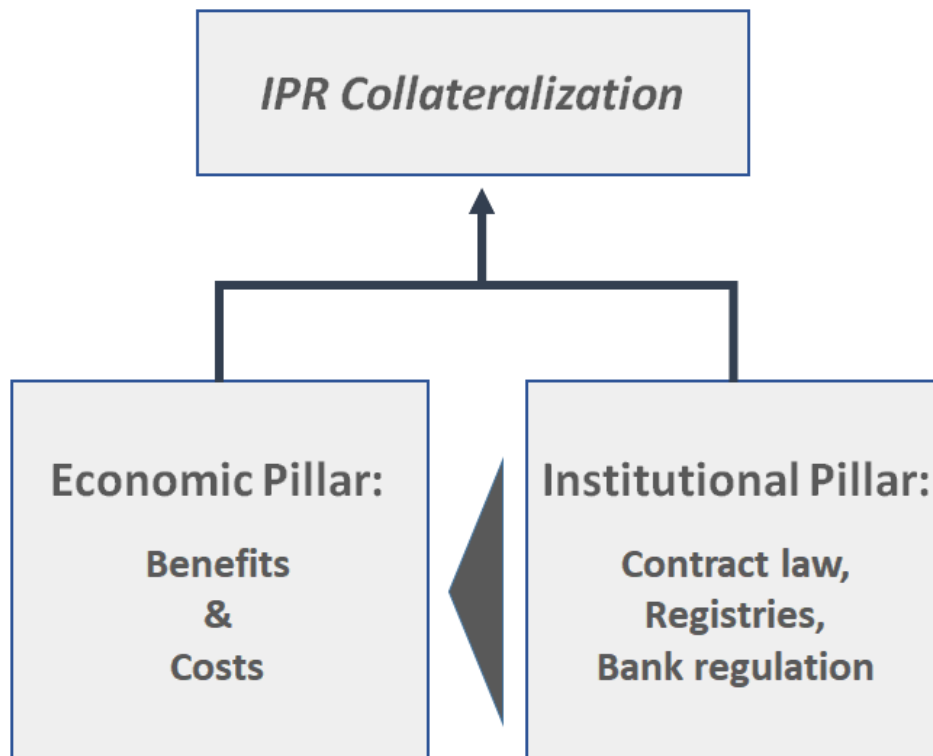 IPR Collateralization
Economic Pillar:
Benefits
&
Costs
Institutional Pillar:
Contract law,
Registries,
Bank regulation